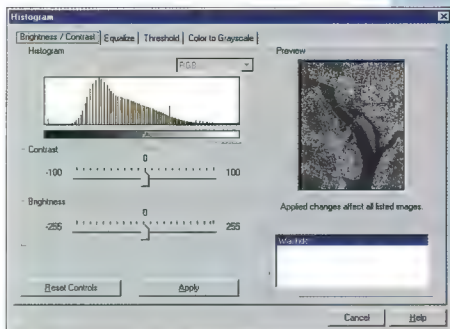 Histogram
Brightness / Contrast
Equalize
Threshold
Color to Grayscale
Histogram
RGB
Preview
Contrast
0
-100
100
Brightness
0
-255
255
Applied changes affect all listed images.
Reset Controls
Apply
Cancel
Help